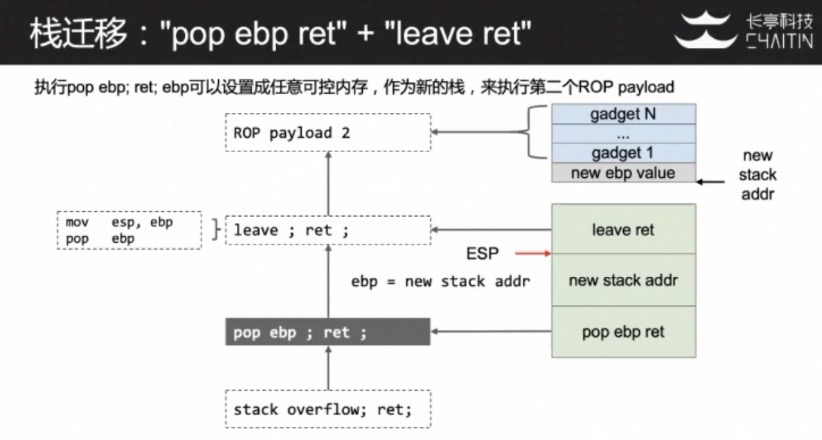 栈迁移："pop ebp ret" + "leave ret"
长亭科技
CHAITIN
执行pop ebp; ret; ebp可以设置成任意可控内存，作为新的栈，来执行第二个ROP payload
ROP payload 2
gadget N
...
gadget 1
new ebp value
new
stack
addr
mov esp, ebp
pop ebp
leave ; ret ;
leave ret
ESP
ebp = new stack addr
new stack addr
pop ebp ; ret ;
pop ebp ret
stack overflow; ret;